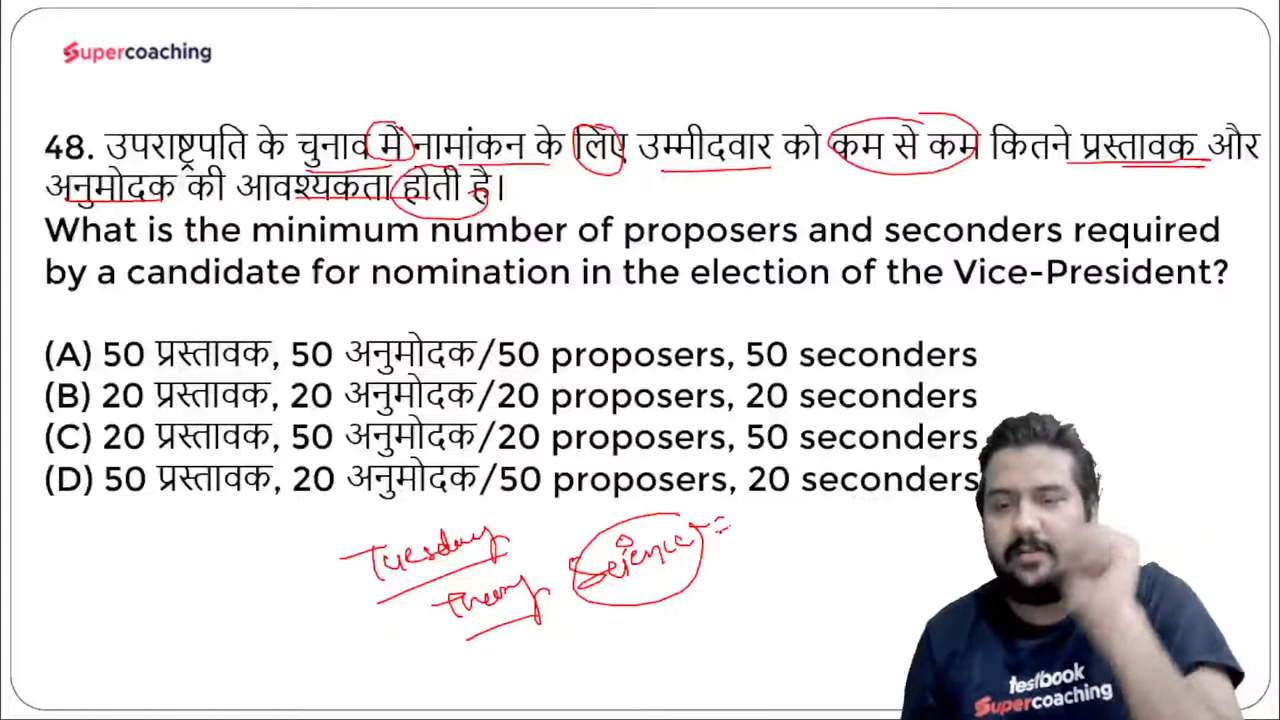 Supercoaching
48. उपराष्ट्रपति के चुनाव में नामांकन के लिए उम्मीदवार को कम से कम कितने प्रस्तावक और
अनुमोदक की आवश्यकता होती है।
What is the minimum number of proposers and seconders required
by a candidate for nomination in the election of the Vice-President?
(A) 50 प्रस्तावक, 50 अनुमोदक/50 proposers, 50 seconders
(B) 20 प्रस्तावक, 20 अनुमोदक/20 proposers, 20 seconders
(C) 20 प्रस्तावक, 50 अनुमोदक/20 proposers, 50 seconders
(D) 50 प्रस्तावक, 20 अनुमोदक/50 proposers, 20 seconders
Tuesday
Theory
Science
testbook
Supercoaching